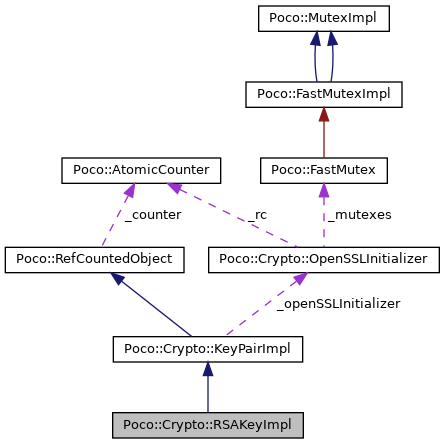 Poco::MutexImpl
Poco::FastMutexImpl
Poco::AtomicCounter
Poco::FastMutex
_counter
_rc
_mutexes
Poco::RefCountedObject
Poco::Crypto::OpenSSLInitializer
_openSSLInitializer
Poco::Crypto::KeyPairImpl
Poco::Crypto::RSAKeyImpl